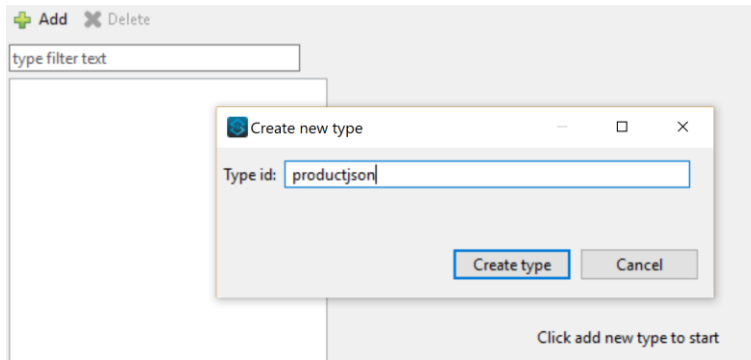 Add Delete
type filter text
Create new type
Type id: productjson
Create type Cancel
Click add new type to start